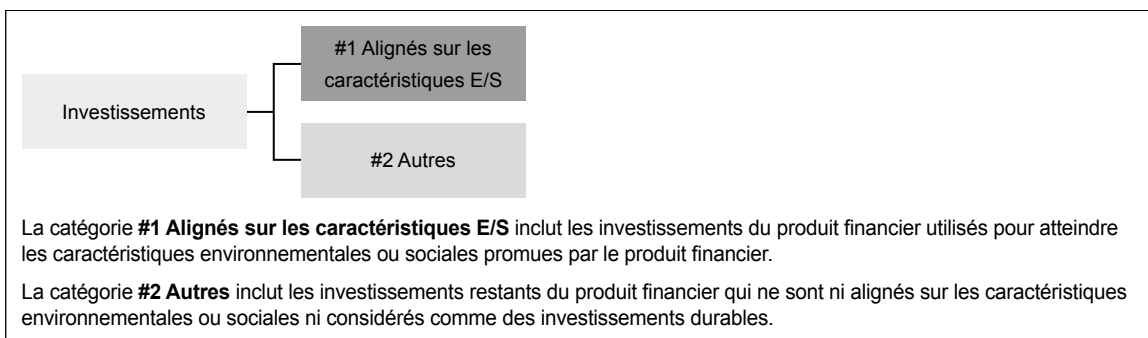 #1 Alignés sur les
caractéristiques E/S
Investissements
#2 Autres
La catégorie #1 Alignés sur les caractéristiques E/S inclut les investissements du produit financier utilisés pour atteindre
les caractéristiques environnementales ou sociales promues par le produit financier.
La catégorie #2 Autres inclut les investissements restants du produit financier qui ne sont ni alignés sur les caractéristiques
environnementales ou sociales ni considérés comme des investissements durables.